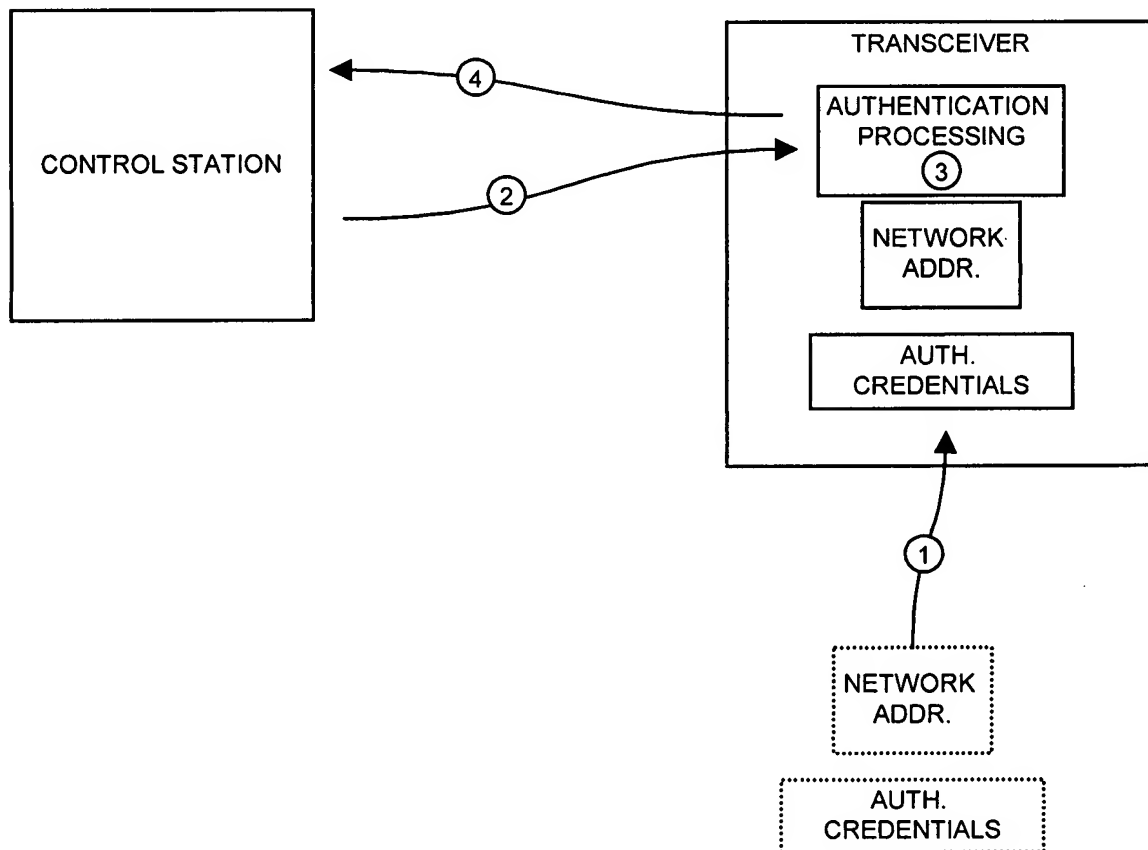 TRANSCEIVER
4
AUTHENTICATION
PROCESSING
3
CONTROL STATION
2
NETWORK
ADDR.
AUTH.
CREDENTIALS
1
NETWORK
ADDR.
AUTH.
CREDENTIALS